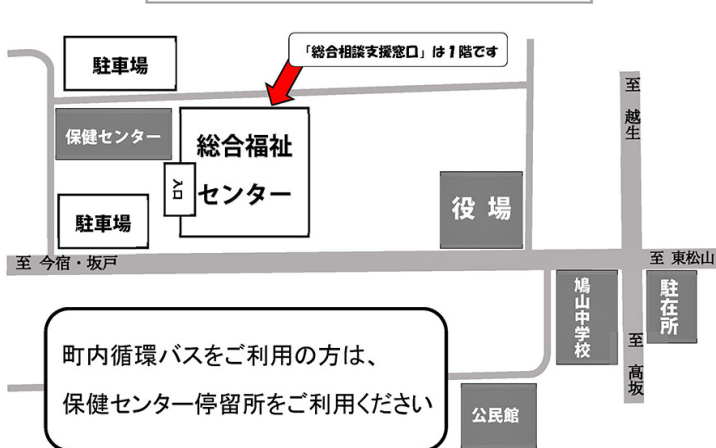 「総合相談支援窓口」は1階です
駐車場
至 越生
保健センター
総合福祉
センター
入口
駐車場
役場
至 今宿・坂戸
至 東松山
鳩山中学校
駐在所
至 高坂
町内循環バスをご利用の方は、
保健センター停留所をご利用ください
公民館